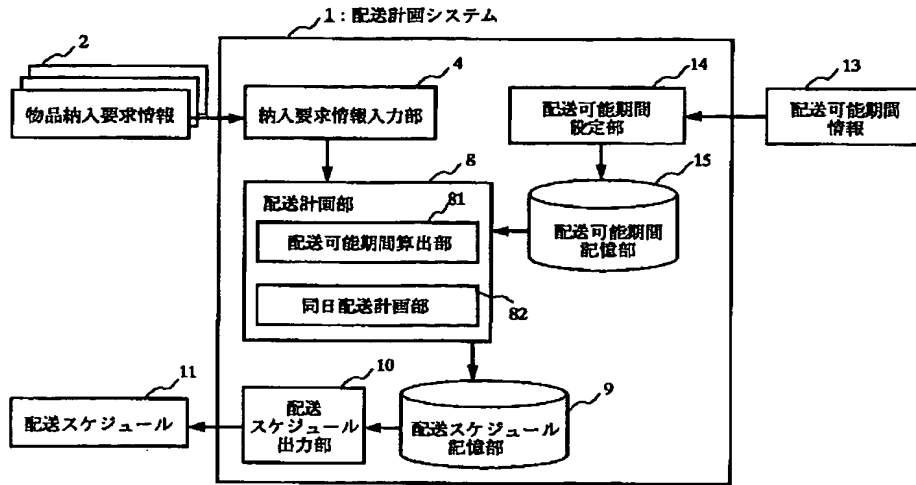 1：配送計画システム
2
物品納入要求情報
4
納入要求情報入力部
14
配送可能期間
設定部
13
配送可能期間
情報
8
配送計画部
81
配送可能期間算出部
同日配送計画部
82
15
配送可能期間
記憶部
11
配送スケジュール
10
配送
スケジュール
出力部
9
配送スケジュール
記憶部